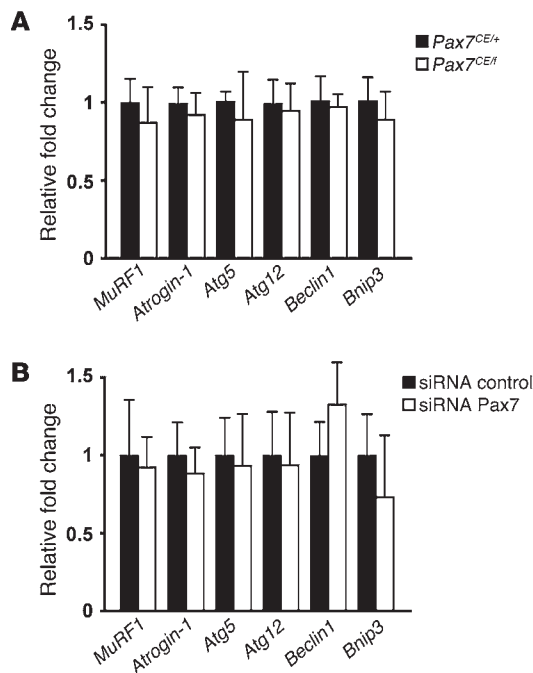 A
1.5
1
0.5
0
Relative fold change
Pax7CE/+
Pax7CE/f
MuRF1
Atrogin-1
Atg5
Atg12
Beclin1
Bnip3
B
1.5
1
0.5
0
Relative fold change
siRNA control
siRNA Pax7
MuRF1
Atrogin-1
Atg5
Atg12
Beclin1
Bnip3